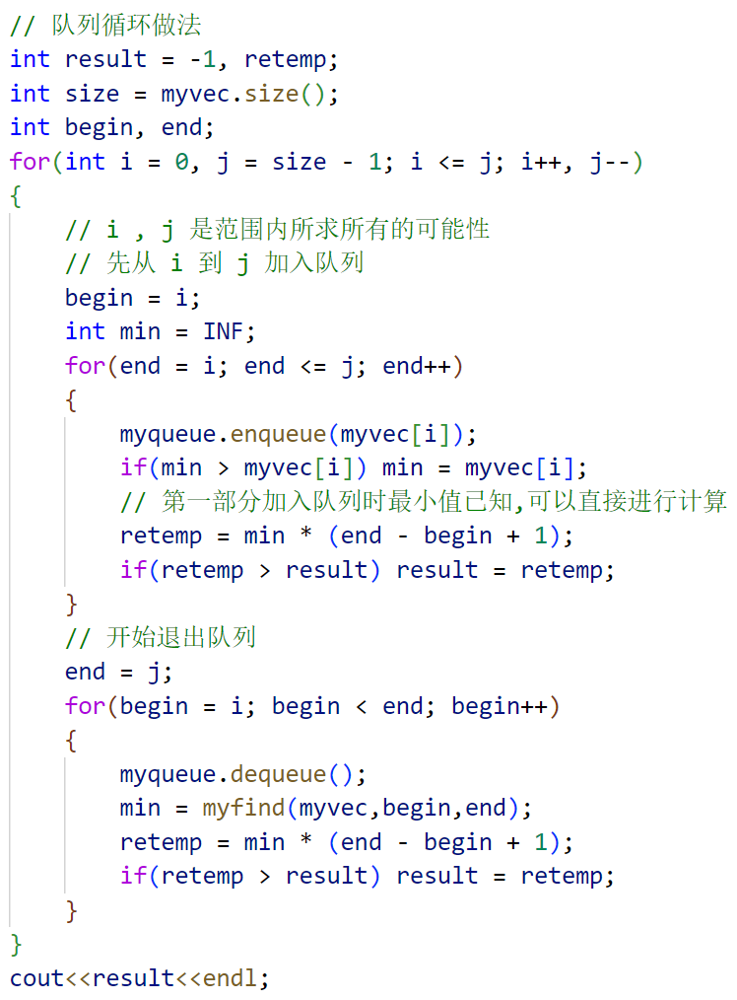 // 队列循环做法
int result = -1, retemp;
int size = myvec.size();
int begin, end;
for(int i = 0, j = size - 1; i <= j; i++, j--)
{
    // i , j 是范围内所求所有的可能性
    // 先从 i 到 j 加入队列
    begin = i;
    int min = INF;
    for(end = i; end <= j; end++)
    {
        myqueue.enqueue(myvec[i]);
        if(min > myvec[i]) min = myvec[i];
        // 第一部分加入队列时最小值已知,可以直接进行计算
        retemp = min * (end - begin + 1);
        if(retemp > result) result = retemp;
    }
    // 开始退出队列
    end = j;
    for(begin = i; begin < end; begin++)
    {
        myqueue.dequeue();
        min = myfind(myvec,begin,end);
        retemp = min * (end - begin + 1);
        if(retemp > result) result = retemp;
    }
}
cout<<result<<endl;